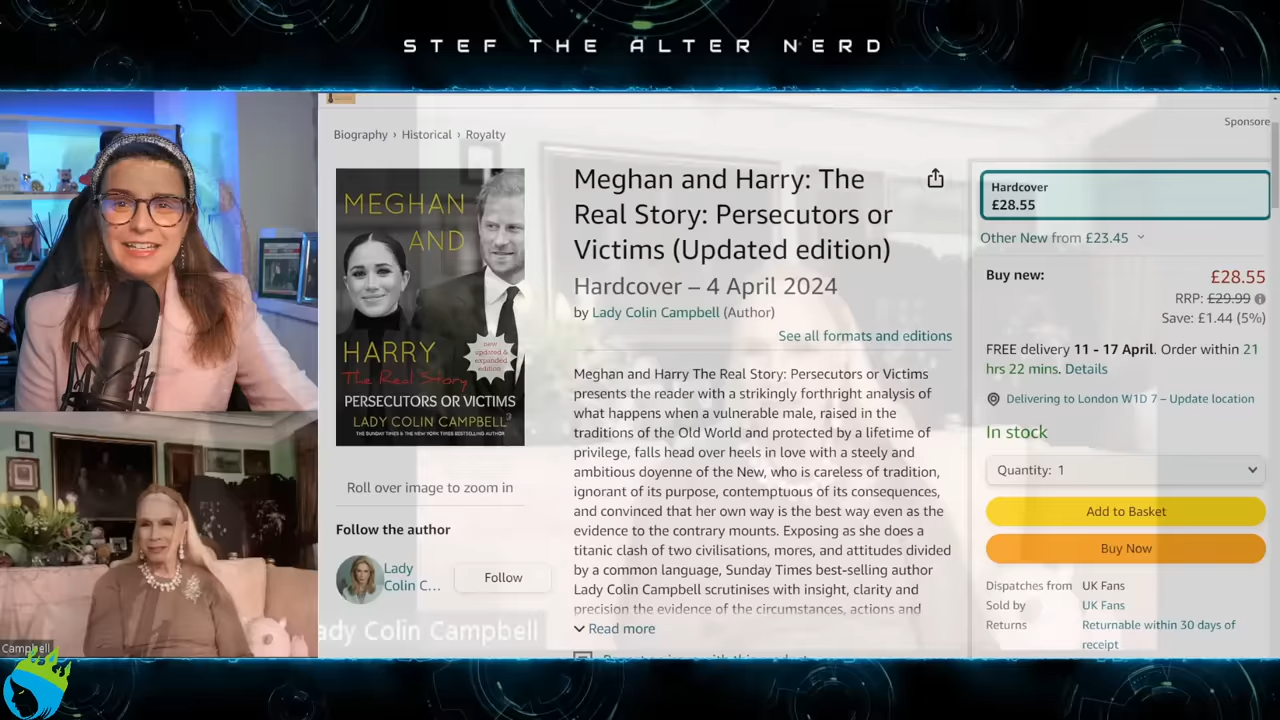 STEF THE ALTER NERD
Sponsore
Biography › Historical › Royalty
MEGHAN
AND
HARRY
new
updated &
expanded
edition
The Real Story
PERSECUTORS OR VICTIMS
LADY COLIN CAMPBELL
THE SUNDAY TIMES & THE NEW YORK TIMES BESTSELLING AUTHOR
Roll over image to zoom in
Follow the author
Lady
Colin C...
Follow
Meghan and Harry: The
Real Story: Persecutors or
Victims (Updated edition)
Hardcover – 4 April 2024
by Lady Colin Campbell (Author)
See all formats and editions
Meghan and Harry The Real Story: Persecutors or Victims
presents the reader with a strikingly forthright analysis of
what happens when a vulnerable male, raised in the
traditions of the Old World and protected by a lifetime of
privilege, falls head over heels in love with a steely and
ambitious doyenne of the New, who is careless of tradition,
ignorant of its purpose, contemptuous of its consequences,
and convinced that her own way is the best way even as the
evidence to the contrary mounts. Exposing as she does a
titanic clash of two civilisations, mores, and attitudes divided
by a common language, Sunday Times best-selling author
Lady Colin Campbell scrutinises with insight, clarity and
precision the evidence of the circumstances, actions and
Read more
Hardcover
£28.55
Other New from £23.45
Buy new:
£28.55
RRP: £29.99
Save: £1.44 (5%)
FREE delivery 11 - 17 April. Order within 21
hrs 22 mins. Details
Delivering to London W1D 7 – Update location
In stock
Quantity: 1
Add to Basket
Buy Now
Dispatches from UK Fans
Sold by UK Fans
Returns Returnable within 30 days of
receipt
ady Colin Campbell
Campbell